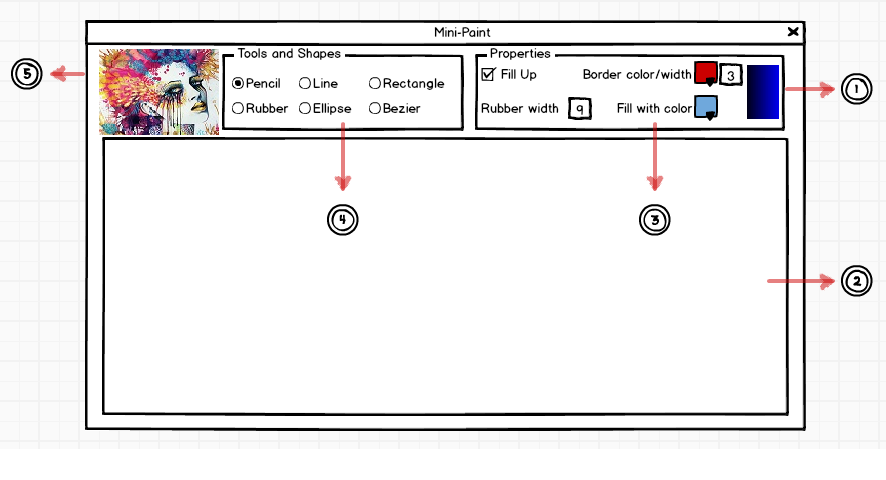 Mini-Paint
Tools and Shapes
Properties
5
Pencil Line Rectangle
Fill Up Border color/width 3
1
Rubber Ellipse Bezier
Rubber width 9 Fill with color
4
3
2